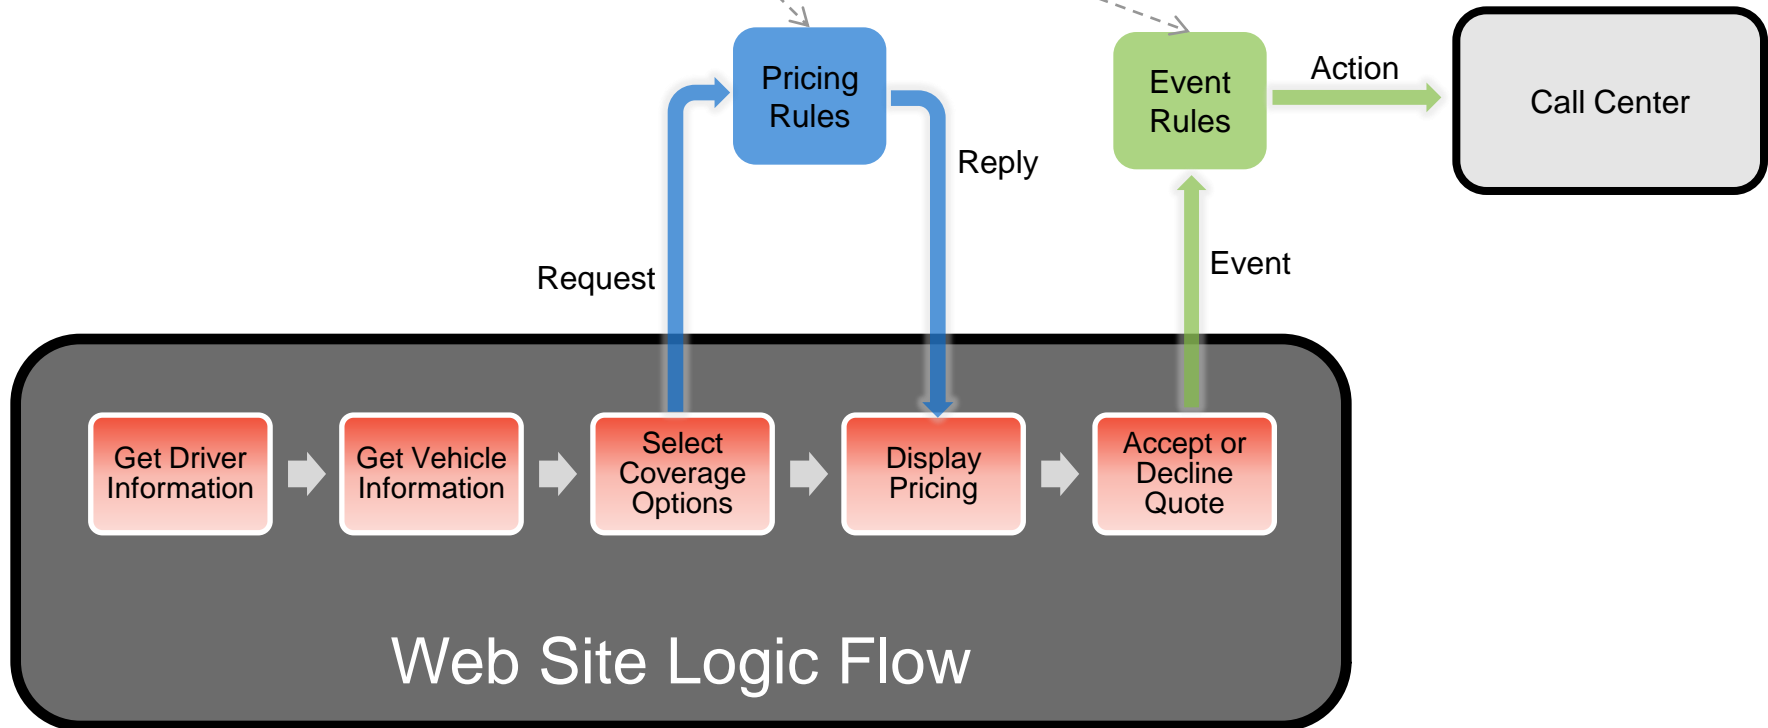 Pricing
Rules
Event
Rules
Action
Call Center
Reply
Request
Event
Get Driver
Information
Get Vehicle
Information
Select
Coverage
Options
Display
Pricing
Accept or
Decline
Quote
Web Site Logic Flow